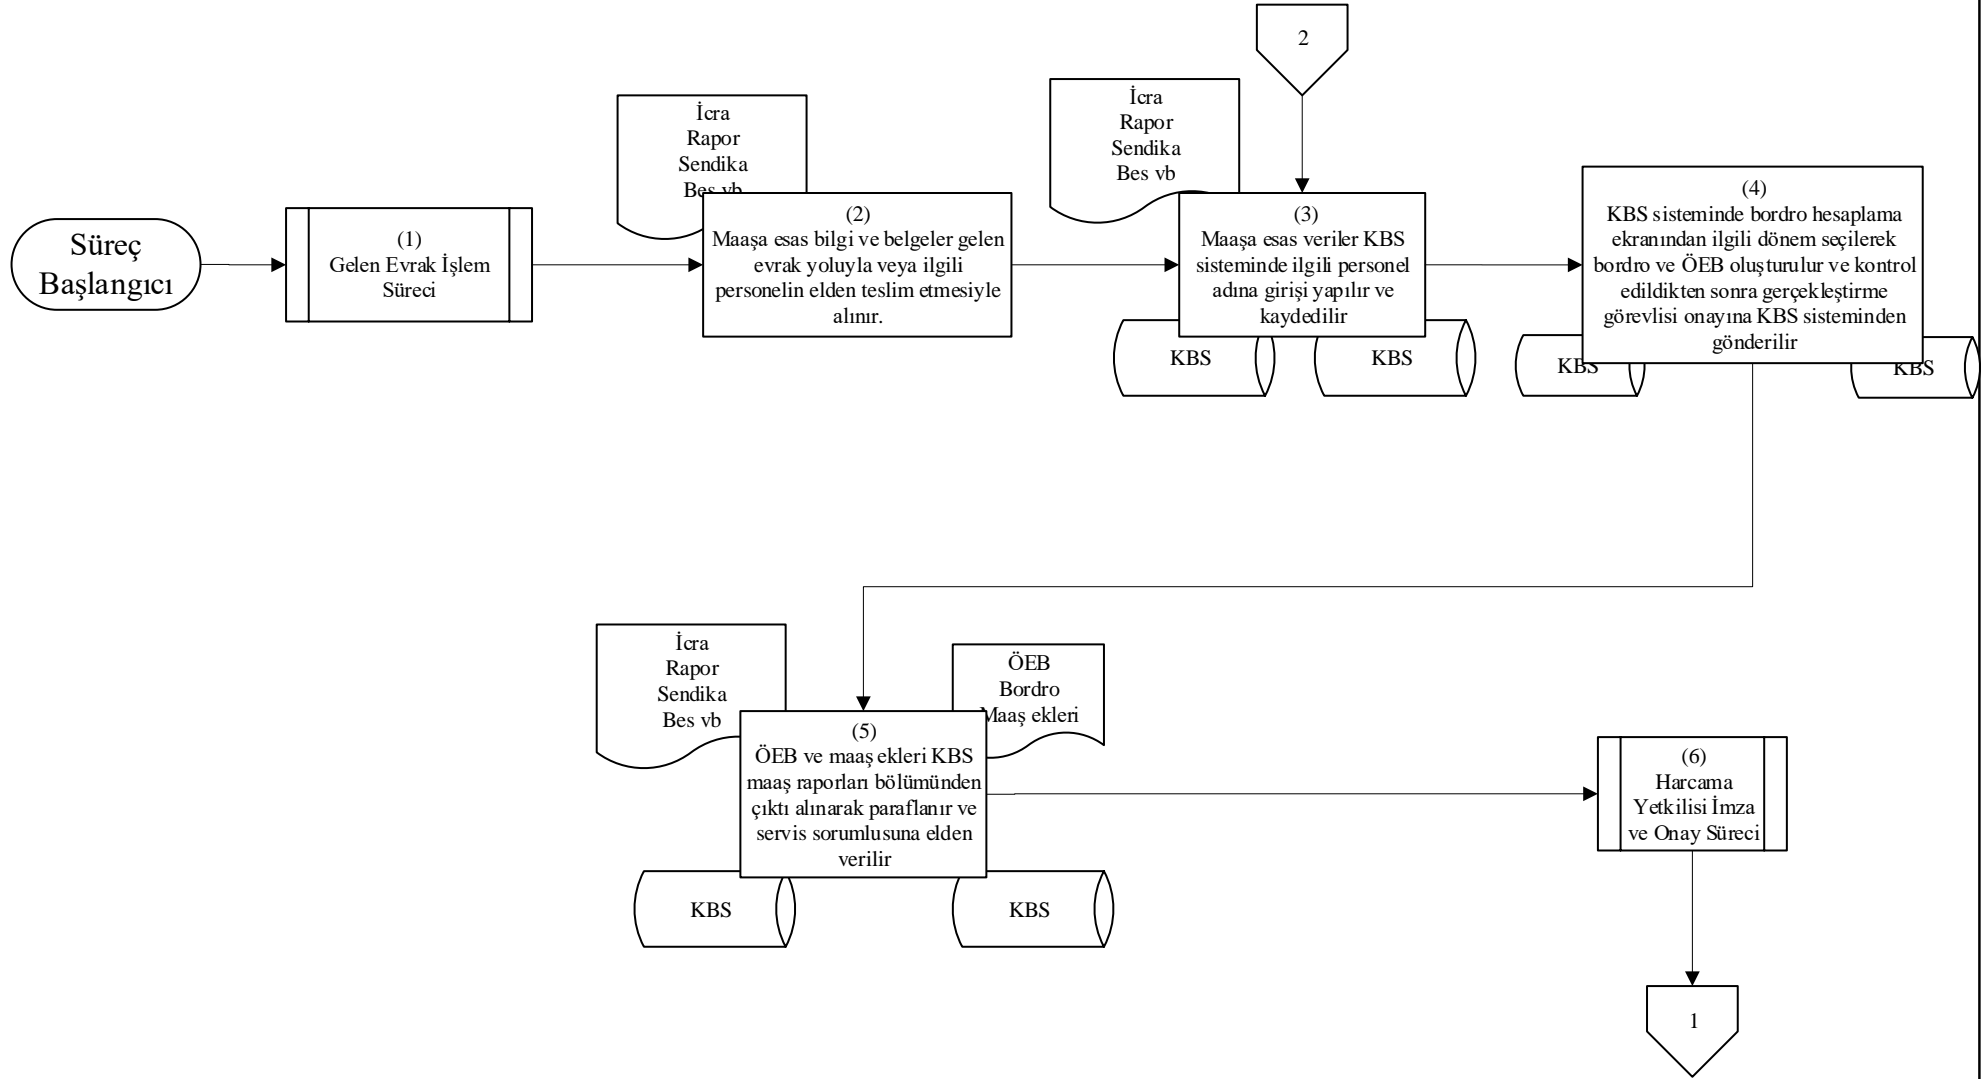 2
İcra
Rapor
Sendika
Bes vb
İcra
Rapor
Sendika
Bes vb
Süreç
Başlangıcı
(1)
Gelen Evrak İşlem
Süreci
(2)
Maaşa esas bilgi ve belgeler gelen
evrak yoluyla veya ilgili
personelin elden teslim etmesiyle
alınır.
(3)
Maaşa esas veriler KBS
sisteminde ilgili personel
adına girişi yapılır ve
kaydedilir
KBS
KBS
(4)
KBS sisteminde bordro hesaplama
ekranından ilgili dönem seçilerek
bordro ve ÖEB oluşturulur ve kontrol
edildikten sonra gerçekleştirme
görevlisi onayına KBS sisteminden
gönderilir
KBS
KBS
İcra
Rapor
Sendika
Bes vb
ÖEB
Bordro
Maaş ekleri
(5)
ÖEB ve maaş ekleri KBS
maaş raporları bölümünden
çıktı alınarak paraflanır ve
servis sorumlusuna elden
verilir
KBS
KBS
(6)
Harcama
Yetkilisi İmza
ve Onay Süreci
1